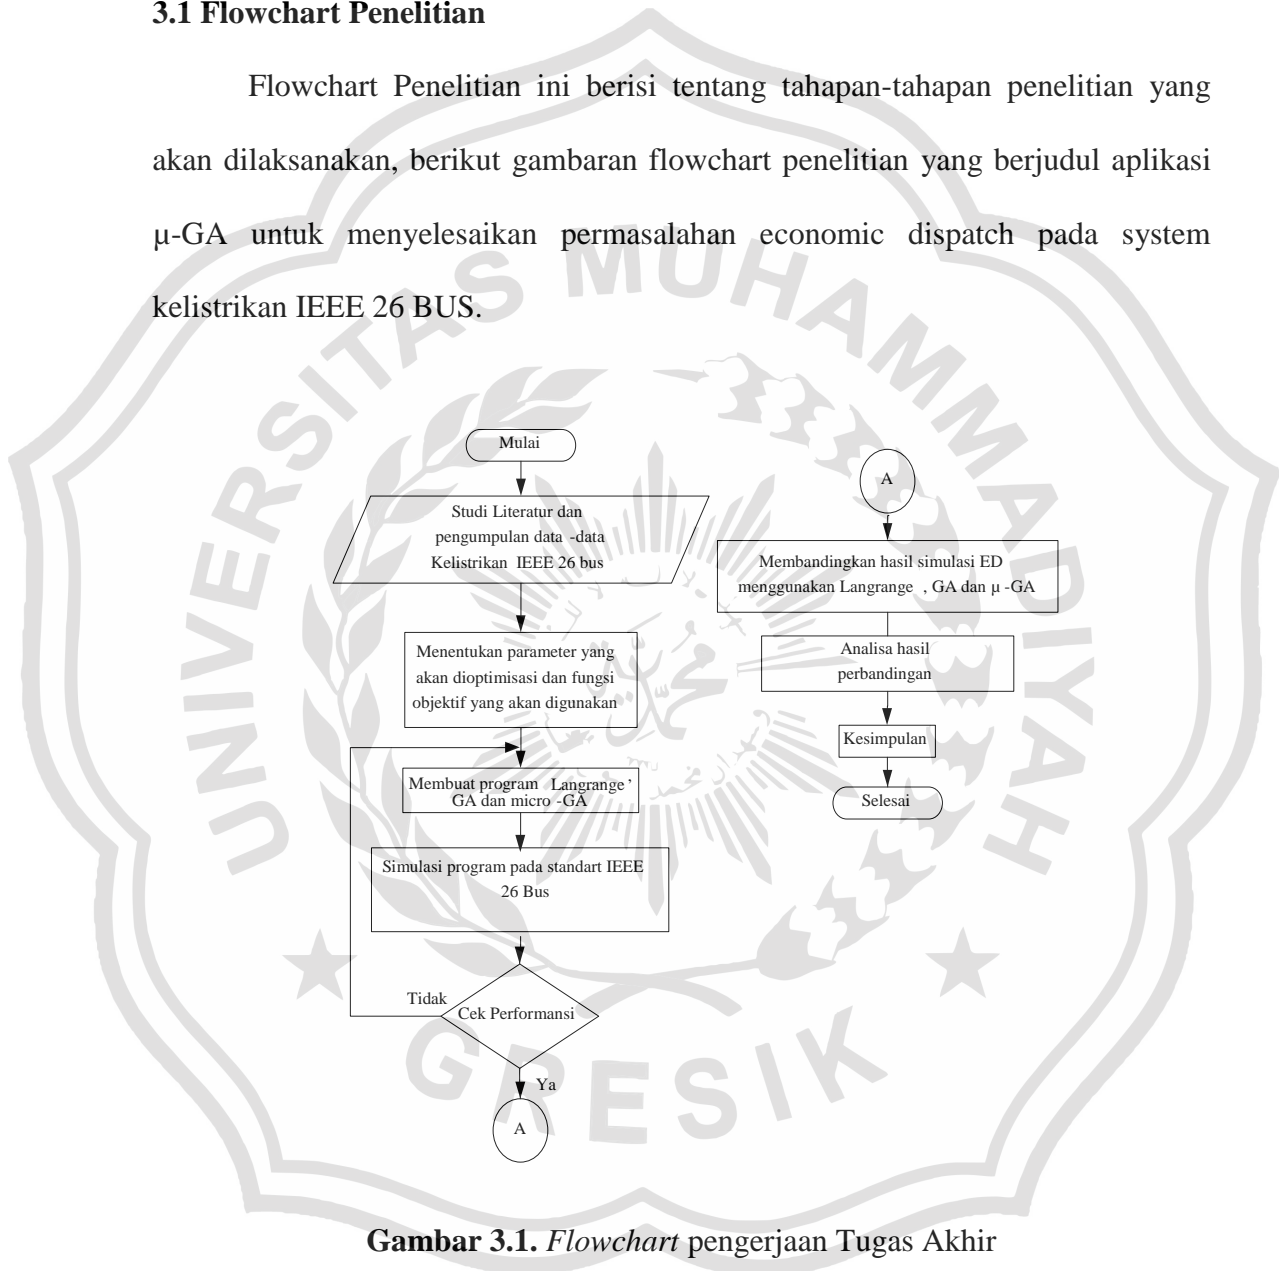 3.1 Flowchart Penelitian
Flowchart Penelitian ini berisi tentang tahapan-tahapan penelitian yang
akan dilaksanakan, berikut gambaran flowchart penelitian yang berjudul aplikasi
µ-GA untuk menyelesaikan permasalahan economic dispatch pada system
kelistrikan IEEE 26 BUS.
UNIVERSITAS MUHAMMADIYAH
GRESIK
Mulai
Studi Literatur dan
pengumpulan data -data
Kelistrikan IEEE 26 bus
Menentukan parameter yang
akan dioptimisasi dan fungsi
objektif yang akan digunakan
Membuat program Langrange’
GA dan micro -GA
Simulasi program pada standart IEEE
26 Bus
Tidak
Cek Performansi
Ya
A
A
Membandingkan hasil simulasi ED
menggunakan Langrange , GA dan µ -GA
Analisa hasil
perbandingan
Kesimpulan
Selesai
Gambar 3.1. Flowchart pengerjaan Tugas Akhir